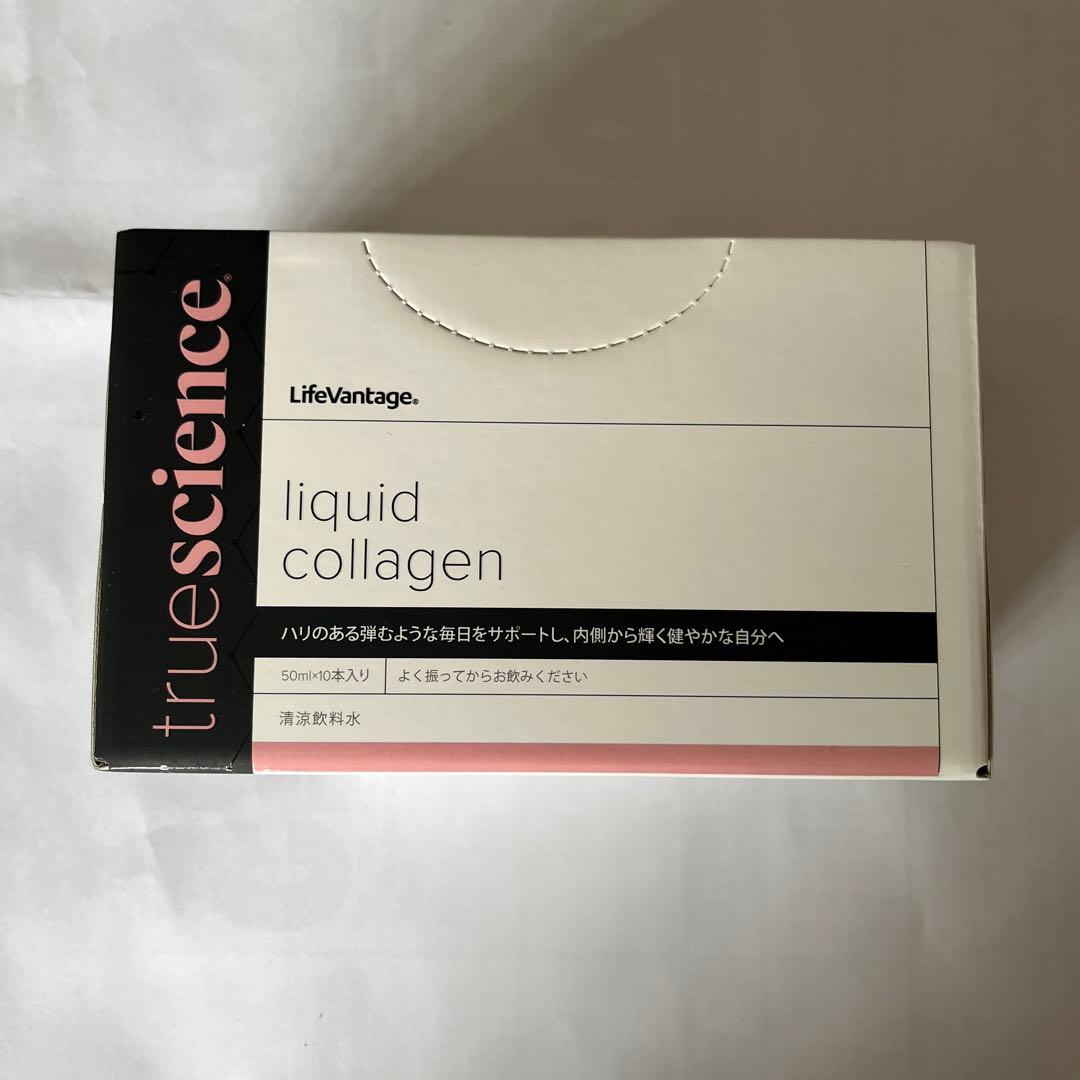 truescience®
LifeVantage®
liquid
collagen
ハリのある弾むような毎日をサポートし、内側から輝く健やかな自分へ
50ml×10本入り
よく振ってからお飲みください
清涼飲料水